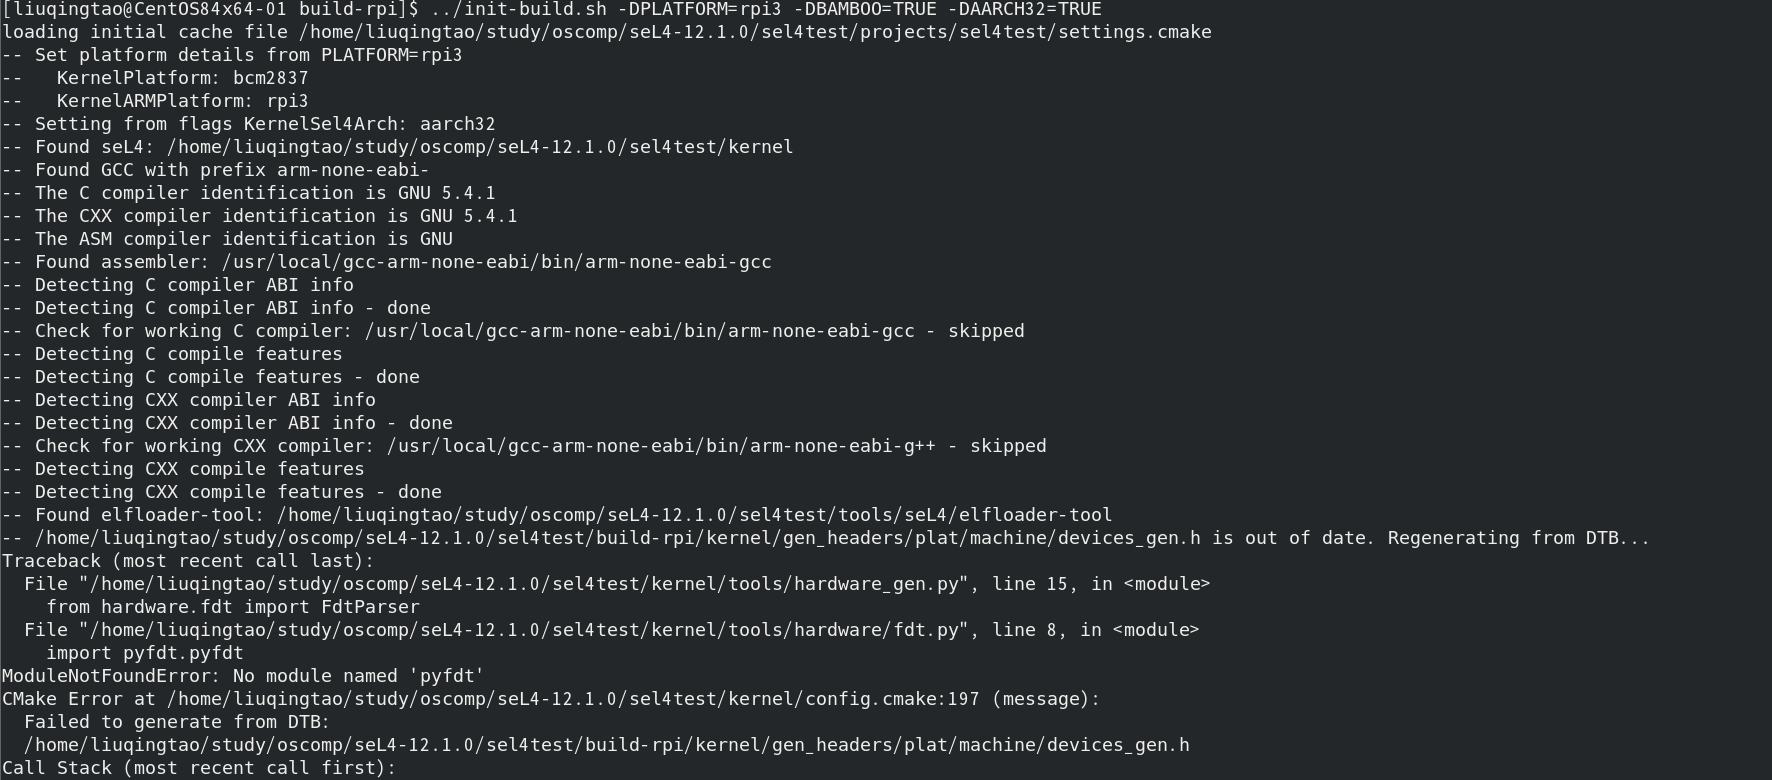 [liuqingtao@CentOS84x64-01 build-rpi]$ ../init-build.sh -DPLATFORM=rpi3 -DBAMBOO=TRUE -DAARCH32=TRUE
loading initial cache file /home/liuqingtao/study/oscomp/seL4-12.1.0/sel4test/projects/sel4test/settings.cmake
-- Set platform details from PLATFORM=rpi3
--   KernelPlatform: bcm2837
--   KernelARMPlatform: rpi3
-- Setting from flags KernelSel4Arch: aarch32
-- Found seL4: /home/liuqingtao/study/oscomp/seL4-12.1.0/sel4test/kernel
-- Found GCC with prefix arm-none-eabi-
-- The C compiler identification is GNU 5.4.1
-- The CXX compiler identification is GNU 5.4.1
-- The ASM compiler identification is GNU
-- Found assembler: /usr/local/gcc-arm-none-eabi/bin/arm-none-eabi-gcc
-- Detecting C compiler ABI info
-- Detecting C compiler ABI info - done
-- Check for working C compiler: /usr/local/gcc-arm-none-eabi/bin/arm-none-eabi-gcc - skipped
-- Detecting C compile features
-- Detecting C compile features - done
-- Detecting CXX compiler ABI info
-- Detecting CXX compiler ABI info - done
-- Check for working CXX compiler: /usr/local/gcc-arm-none-eabi/bin/arm-none-eabi-g++ - skipped
-- Detecting CXX compile features
-- Detecting CXX compile features - done
-- Found elfloader-tool: /home/liuqingtao/study/oscomp/seL4-12.1.0/sel4test/tools/seL4/elfloader-tool
-- /home/liuqingtao/study/oscomp/seL4-12.1.0/sel4test/build-rpi/kernel/gen_headers/plat/machine/devices_gen.h is out of date. Regenerating from DTB...
Traceback (most recent call last):
  File "/home/liuqingtao/study/oscomp/seL4-12.1.0/sel4test/kernel/tools/hardware_gen.py", line 15, in <module>
    from hardware.fdt import FdtParser
  File "/home/liuqingtao/study/oscomp/seL4-12.1.0/sel4test/kernel/tools/hardware/fdt.py", line 8, in <module>
    import pyfdt.pyfdt
ModuleNotFoundError: No module named 'pyfdt'
CMake Error at /home/liuqingtao/study/oscomp/seL4-12.1.0/sel4test/kernel/config.cmake:197 (message):
  Failed to generate from DTB:
  /home/liuqingtao/study/oscomp/seL4-12.1.0/sel4test/build-rpi/kernel/gen_headers/plat/machine/devices_gen.h
Call Stack (most recent call first):